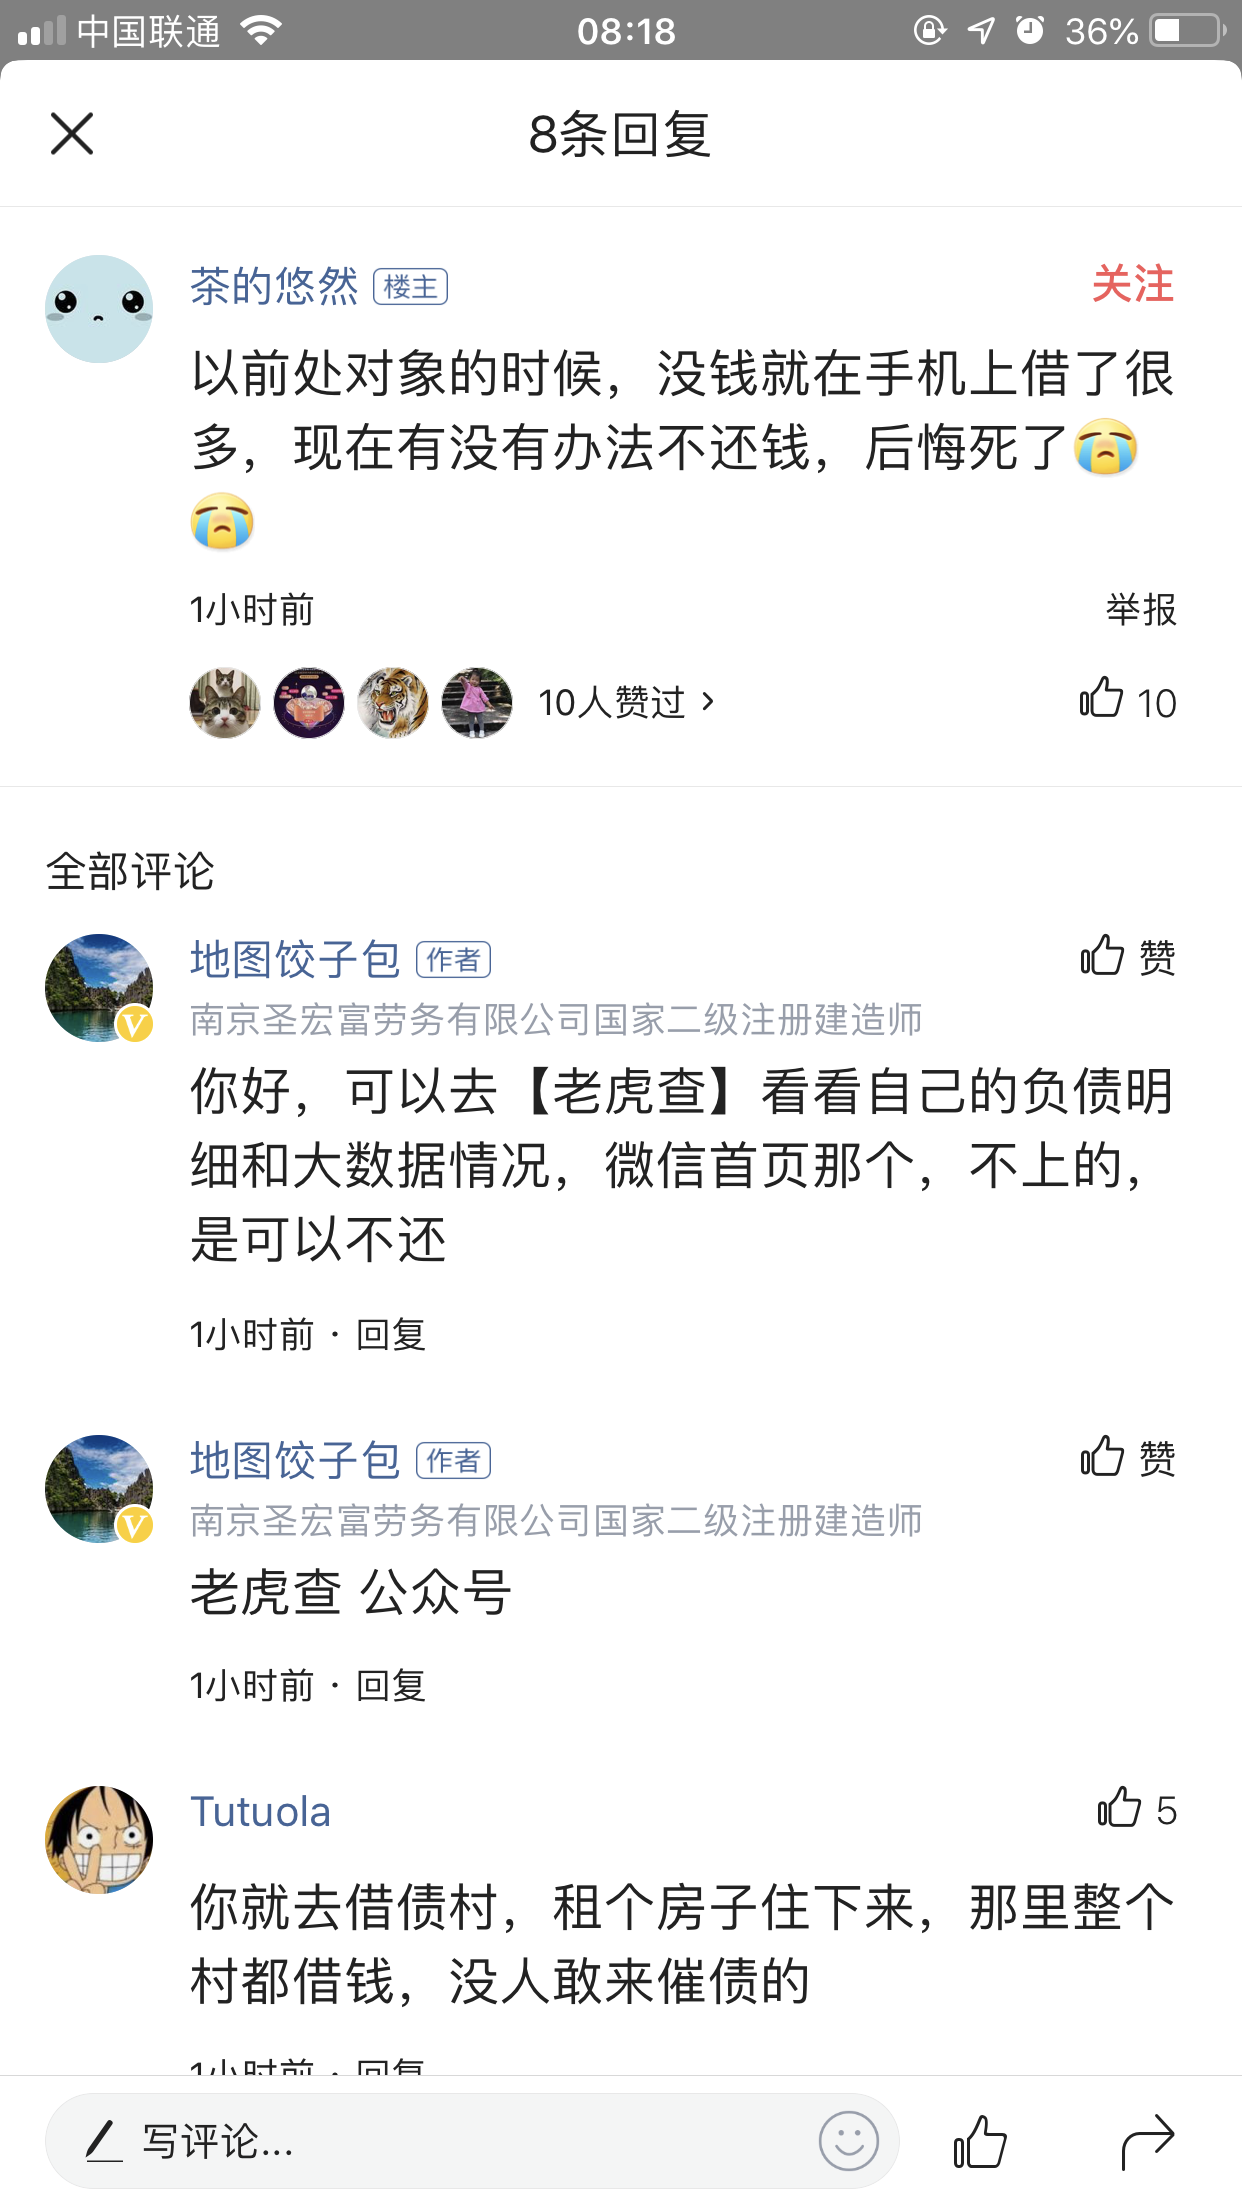 中国联通 08:18 36%
8条回复
茶的悠然 楼主 关注
以前处对象的时候，没钱就在手机上借了很
多，现在有没有办法不还钱，后悔死了😭
😭
1小时前 举报
10人赞过 › 10
全部评论
地图饺子包 作者 赞
南京圣宏富劳务有限公司国家二级注册建造师
你好，可以去【老虎查】看看自己的负债明
细和大数据情况，微信首页那个，不上的，
是可以不还
1小时前 · 回复
地图饺子包 作者 赞
南京圣宏富劳务有限公司国家二级注册建造师
老虎查 公众号
1小时前 · 回复
Tutuola 5
你就去借债村，租个房子住下来，那里整个
村都借钱，没人敢来催债的
1小时前 · 回复
写评论...